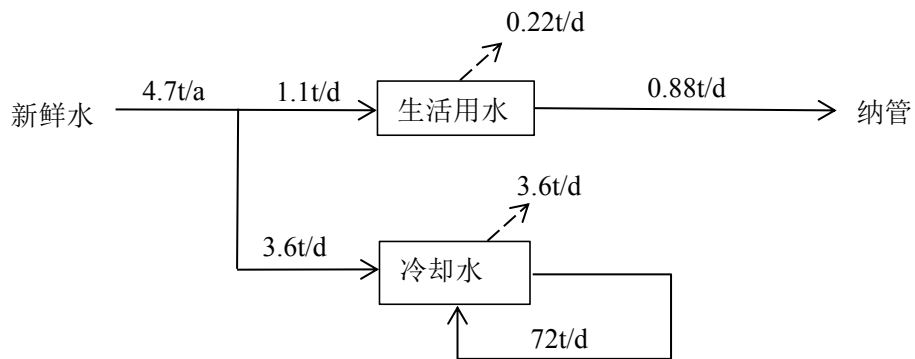 0.22t/d
4.7t/a 1.1t/d 0.88t/d
新鲜水 生活用水 纳管
3.6t/d
3.6t/d
冷却水
72t/d